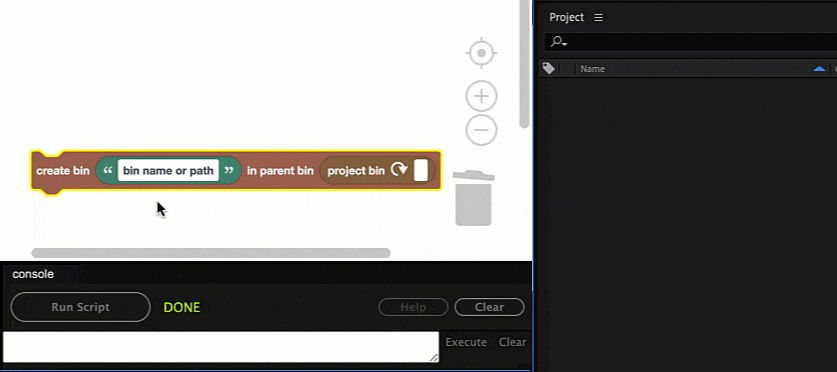 Project
Name
create bin “ bin name or path ” in parent bin project bin
console
Run Script DONE Help Clear
Execute Clear